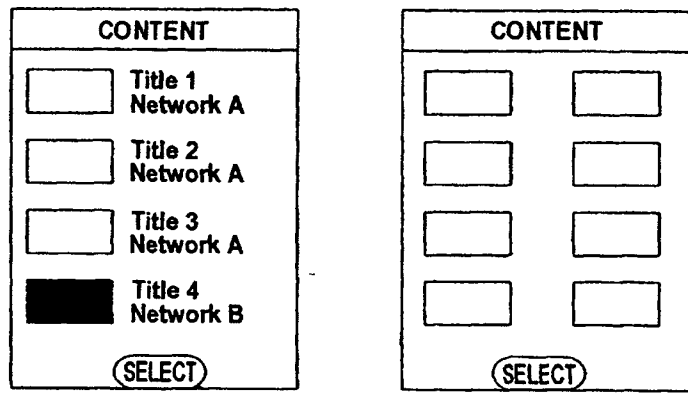 CONTENT
Title 1
Network A
Title 2
Network A
Title 3
Network A
Title 4
Network B
SELECT
CONTENT
SELECT